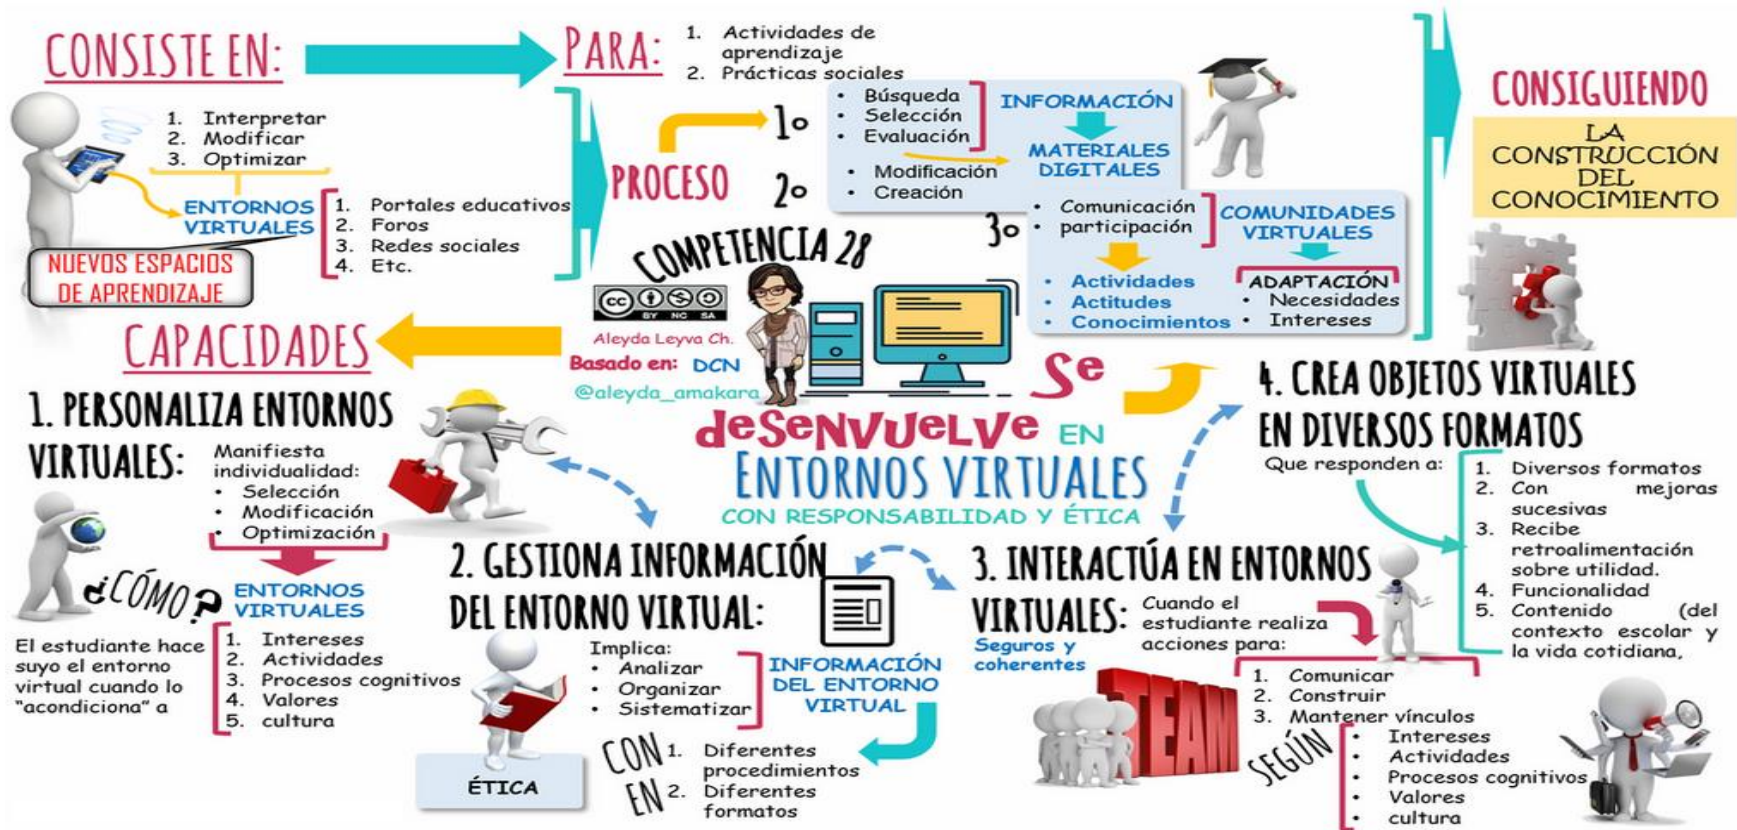 CONSISTE EN:
1. Interpretar
2. Modificar
3. Optimizar
ENTORNOS
VIRTUALES
1. Portales educativos
2. Foros
3. Redes sociales
4. Etc.
NUEVOS ESPACIOS
DE APRENDIZAJE
PARA:
1. Actividades de
aprendizaje
2. Prácticas sociales
PROCESO
1o
• Búsqueda
• Selección
• Evaluación
INFORMACIÓN
MATERIALES
DIGITALES
2o
• Modificación
• Creación
3o
• Comunicación
• participación
COMUNIDADES
VIRTUALES
• Actividades
• Actitudes
• Conocimientos
ADAPTACIÓN
• Necesidades
• Intereses
CONSIGUIENDO
LA
CONSTRUCCIÓN
DEL
CONOCIMIENTO
COMPETENCIA 28
cc
BY NC SA
Aleyda Leyva Ch.
Basado en: DCN
@aleyda_amakara
Se
deSeNVUeLVe EN
ENTORNOS VIRTUALES
CON RESPONSABILIDAD Y ÉTICA
CAPACIDADES
1. PERSONALIZA ENTORNOS
VIRTUALES:
Manifiesta
individualidad:
• Selección
• Modificación
• Optimización
¿CÓMO?
ENTORNOS
VIRTUALES
El estudiante hace
suyo el entorno
virtual cuando lo
"acondiciona" a
1. Intereses
2. Actividades
3. Procesos cognitivos
4. Valores
5. cultura
2. GESTIONA INFORMACIÓN
DEL ENTORNO VIRTUAL:
Implica:
• Analizar
• Organizar
• Sistematizar
INFORMACIÓN
DEL ENTORNO
VIRTUAL
ÉTICA
CON
1. Diferentes
procedimientos
EN
2. Diferentes
formatos
3. INTERACTÚA EN ENTORNOS
VIRTUALES:
Seguros y
coherentes
Cuando el
estudiante realiza
acciones para:
TEAM
1. Comunicar
2. Construir
3. Mantener vínculos
SEGÚN
• Intereses
• Actividades
• Procesos cognitivos
• Valores
• cultura
4. CREA OBJETOS VIRTUALES
EN DIVERSOS FORMATOS
Que responden a:
1. Diversos formatos
2. Con mejoras
sucesivas
3. Recibe
retroalimentación
sobre utilidad.
4. Funcionalidad
5. Contenido (del
contexto escolar y
la vida cotidiana,